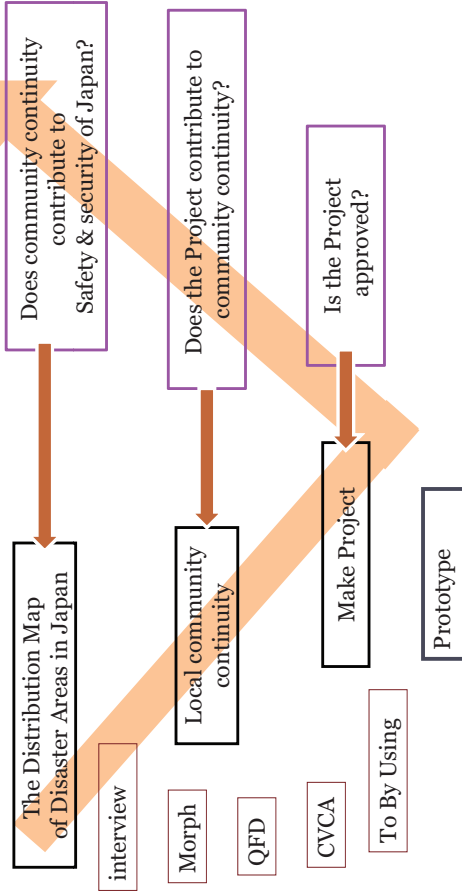 The Distribution Map
of Disaster Areas in Japan
Does community continuity
contribute to
Safety & security of Japan?
interview
Local community
continuity
Does the Project contribute to
community continuity?
Morph
QFD
CVCA
Make Project
Is the Project
approved?
To By Using
Prototype